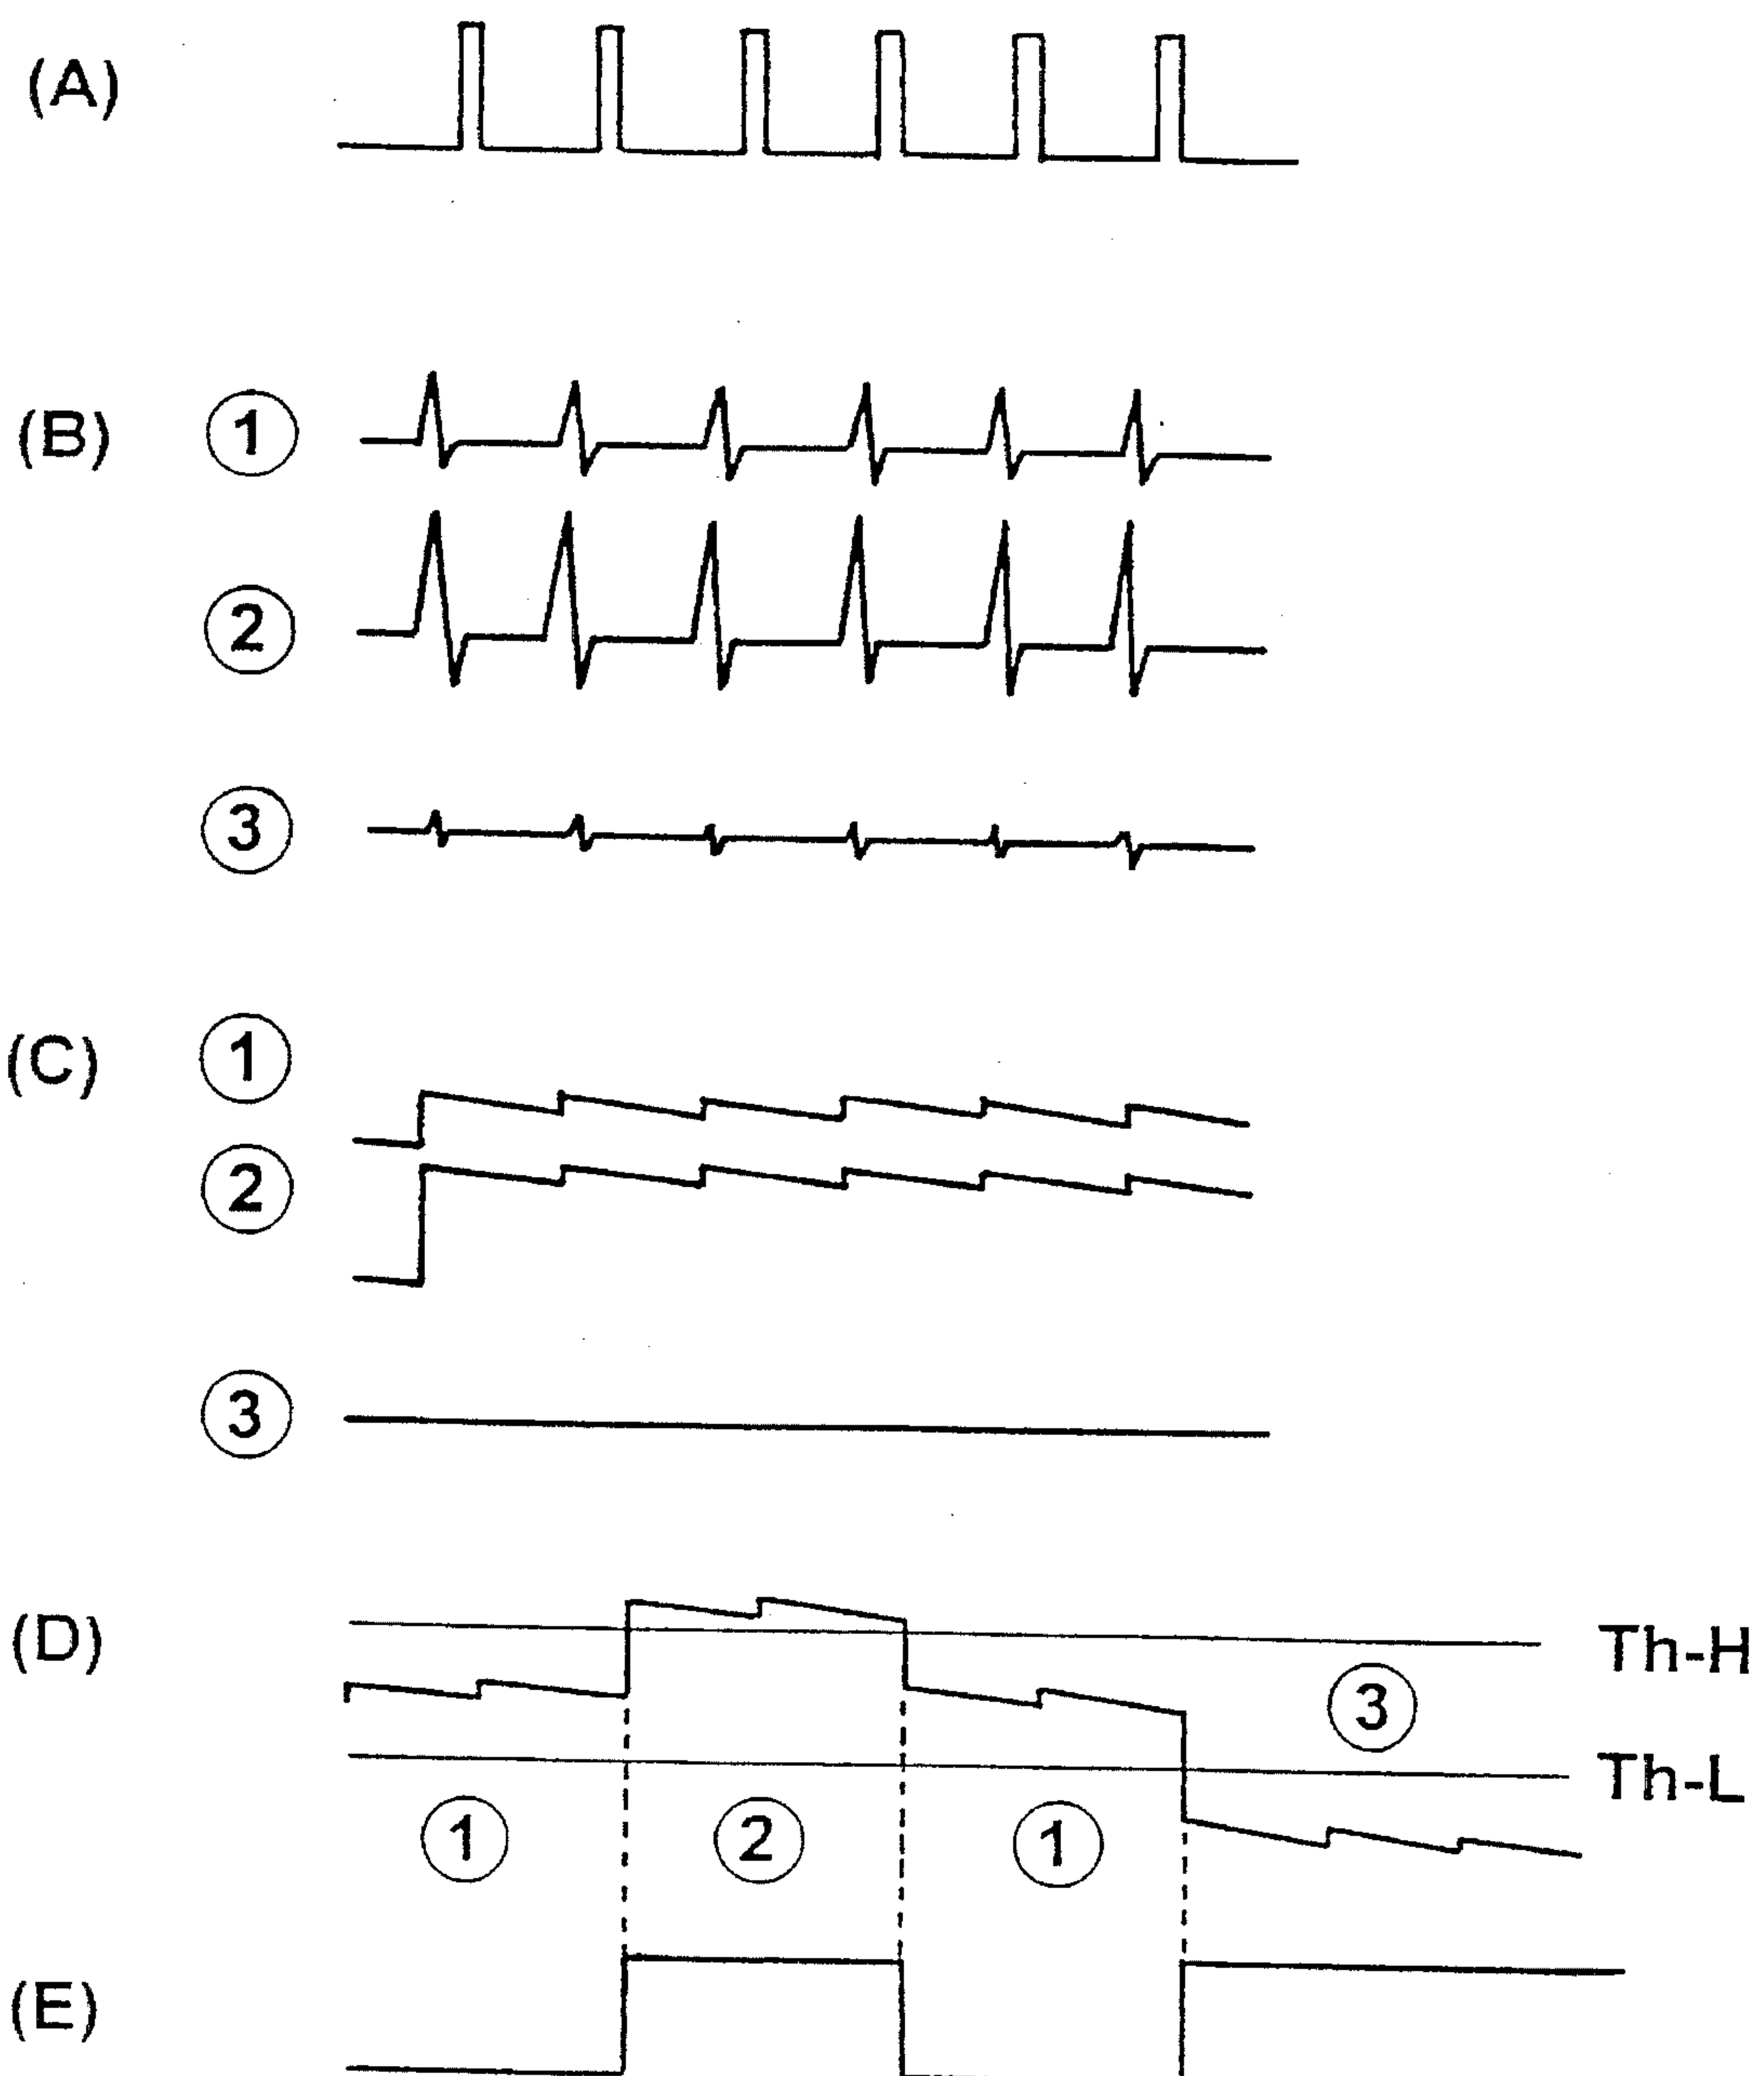 (A)
(B) ①
②
③
(C) ①
②
③
(D) Th-H
③
Th-L
① ② ①
(E)